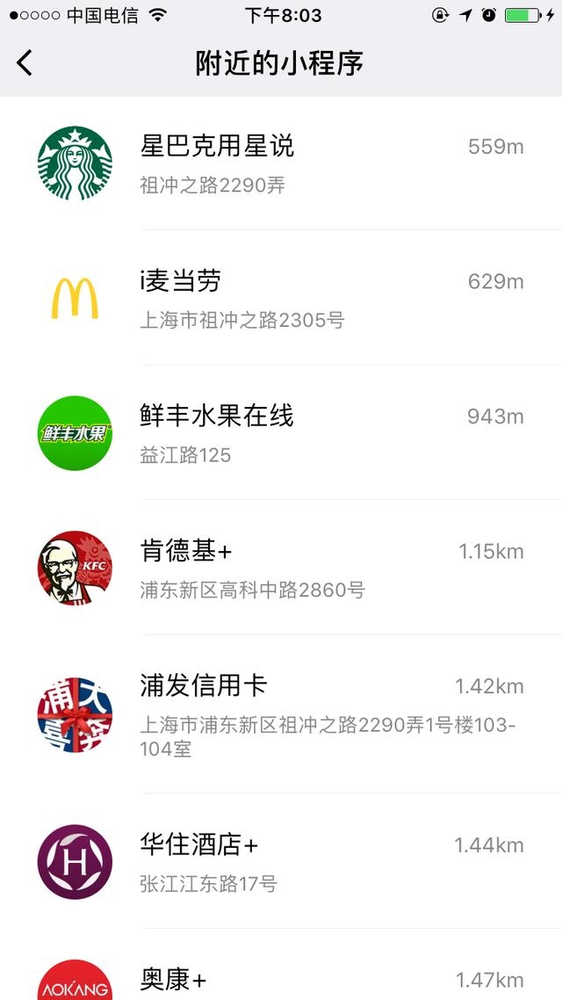 中国电信
下午8:03
附近的小程序
星巴克用星说
559m
祖冲之路2290弄
i麦当劳
629m
上海市祖冲之路2305号
鲜丰水果
鲜丰水果在线
943m
益江路125
KFC
肯德基+
1.15km
浦东新区高科中路2860号
浦大喜奔
浦发信用卡
1.42km
上海市浦东新区祖冲之路2290弄1号楼103-
104室
H
华住酒店+
1.44km
张江江东路17号
AOKANG
奥康+
1.47km